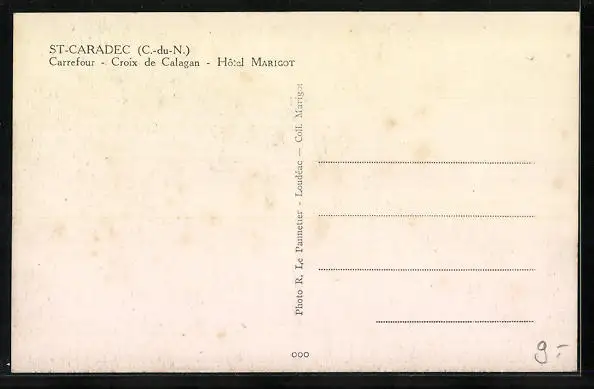 ST-CARADEC (C.-du-N.)
Carrefour - Croix de Calagan - Hôtel MARIGOT
Photo R. Le Pannetier - Loudéac — Coll. Marigot
000
9.-